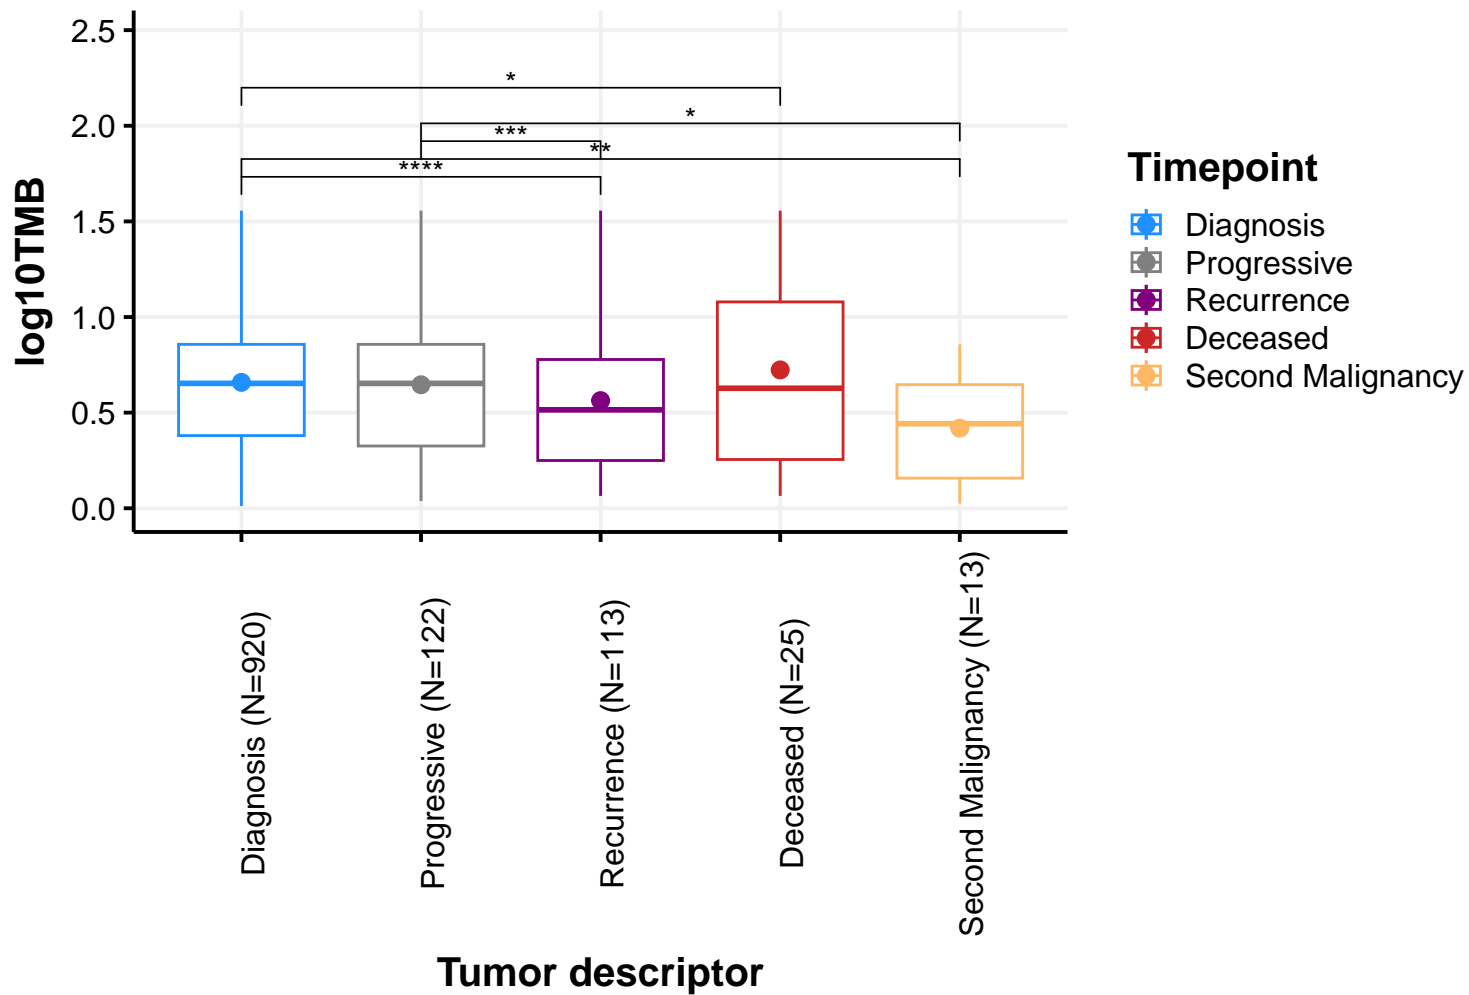 2.5
2.0
1.5
1.0
0.5
0.0
log10TMB
*
*
***
**
****
Diagnosis (N=920)
Progressive (N=122)
Recurrence (N=113)
Deceased (N=25)
Second Malignancy (N=13)
Tumor descriptor
Timepoint
Diagnosis
Progressive
Recurrence
Deceased
Second Malignancy